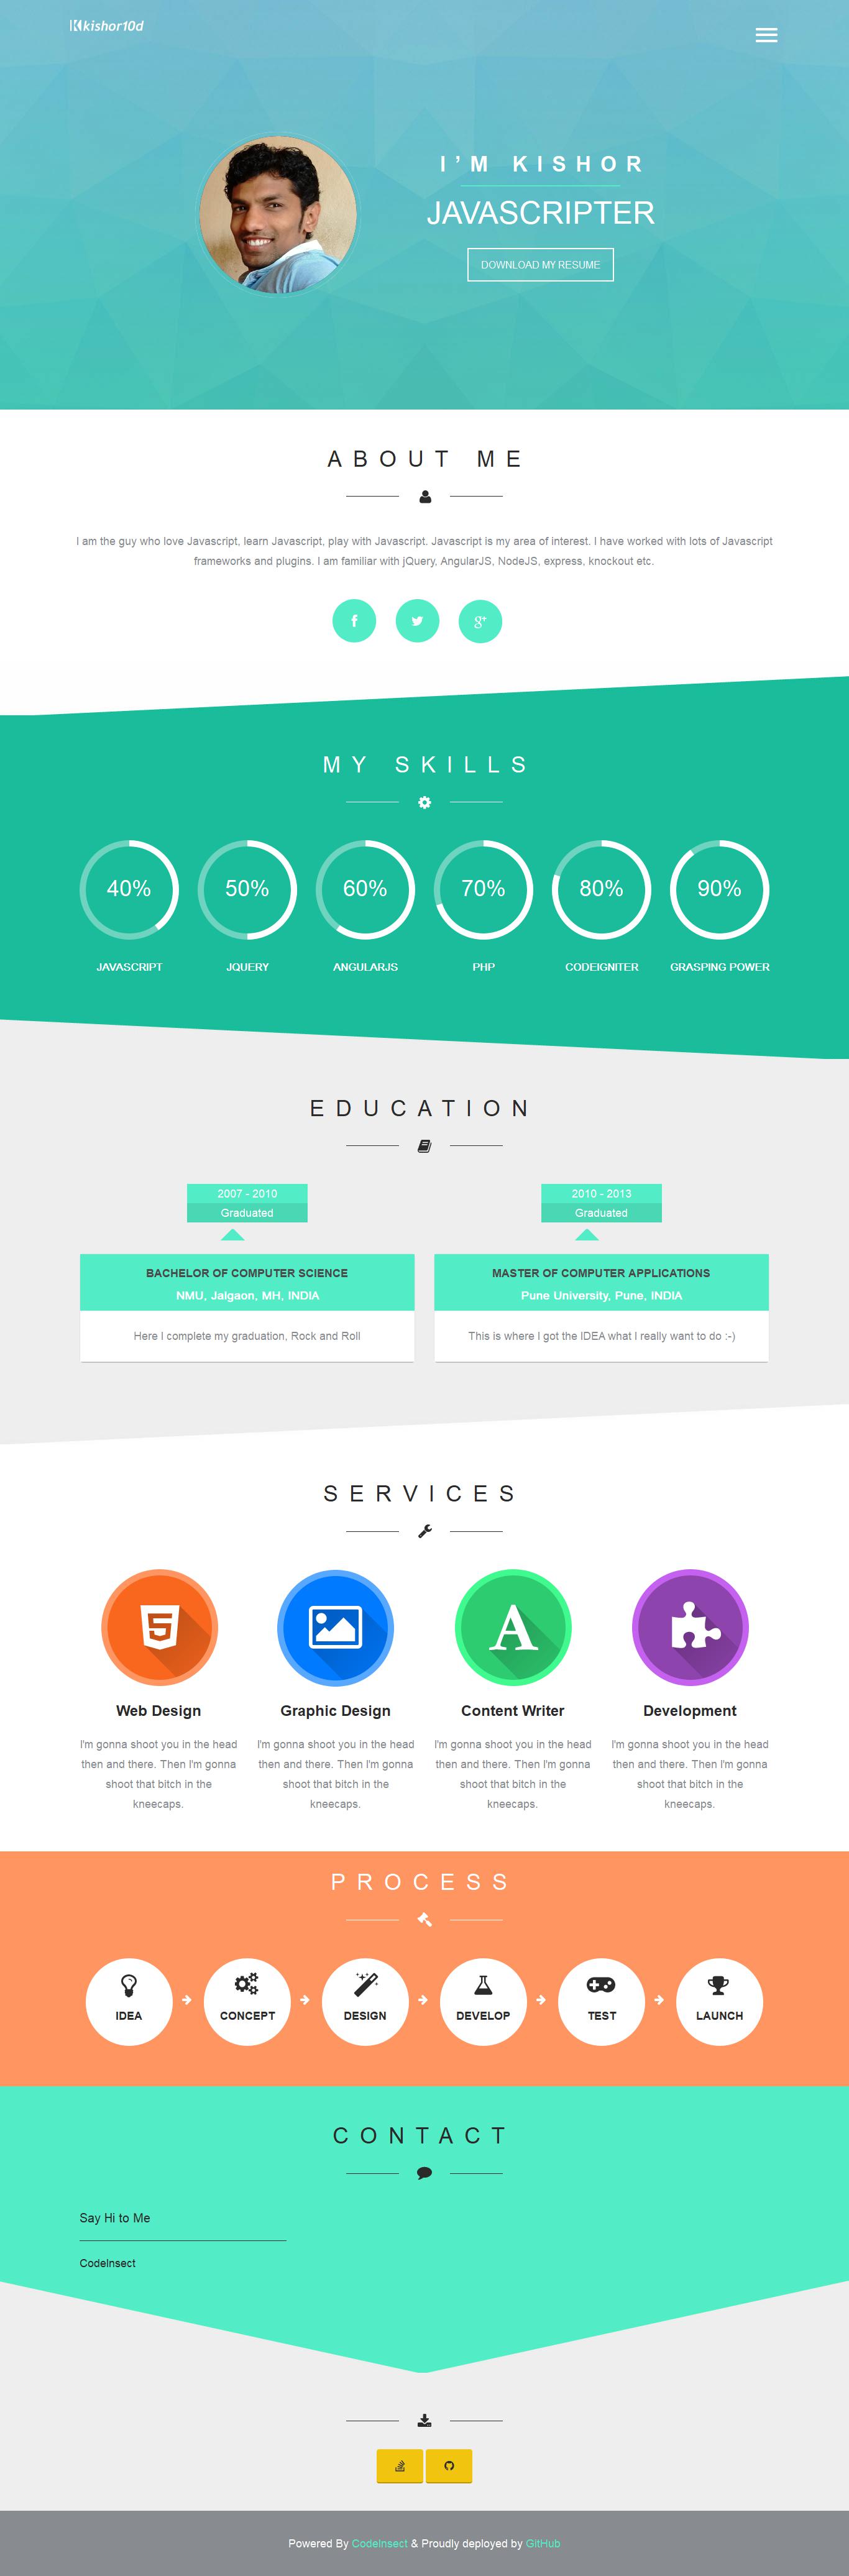 kishor10d
I'M KISHOR
JAVASCRIPTER
DOWNLOAD MY RESUME
ABOUT ME
I am the guy who love Javascript, learn Javascript, play with Javascript. Javascript is my area of interest. I have worked with lots of Javascript
frameworks and plugins. I am familiar with jQuery, AngularJS, NodeJS, express, knockout etc.
MY SKILLS
40% 50% 60% 70% 80% 90%
JAVASCRIPT JQUERY ANGULARJS PHP CODEIGNITER GRASPING POWER
EDUCATION
2007 - 2010
Graduated
BACHELOR OF COMPUTER SCIENCE
NMU, Jalgaon, MH, INDIA
Here I complete my graduation, Rock and Roll
2010 - 2013
Graduated
MASTER OF COMPUTER APPLICATIONS
Pune University, Pune, INDIA
This is where I got the IDEA what I really want to do :-)
SERVICES
Web Design
I'm gonna shoot you in the head
then and there. Then I'm gonna
shoot that bitch in the
kneecaps.
Graphic Design
I'm gonna shoot you in the head
then and there. Then I'm gonna
shoot that bitch in the
kneecaps.
Content Writer
I'm gonna shoot you in the head
then and there. Then I'm gonna
shoot that bitch in the
kneecaps.
Development
I'm gonna shoot you in the head
then and there. Then I'm gonna
shoot that bitch in the
kneecaps.
PROCESS
IDEA CONCEPT DESIGN DEVELOP TEST LAUNCH
CONTACT
Say Hi to Me
CodeInsect
Powered By CodeInsect & Proudly deployed by GitHub